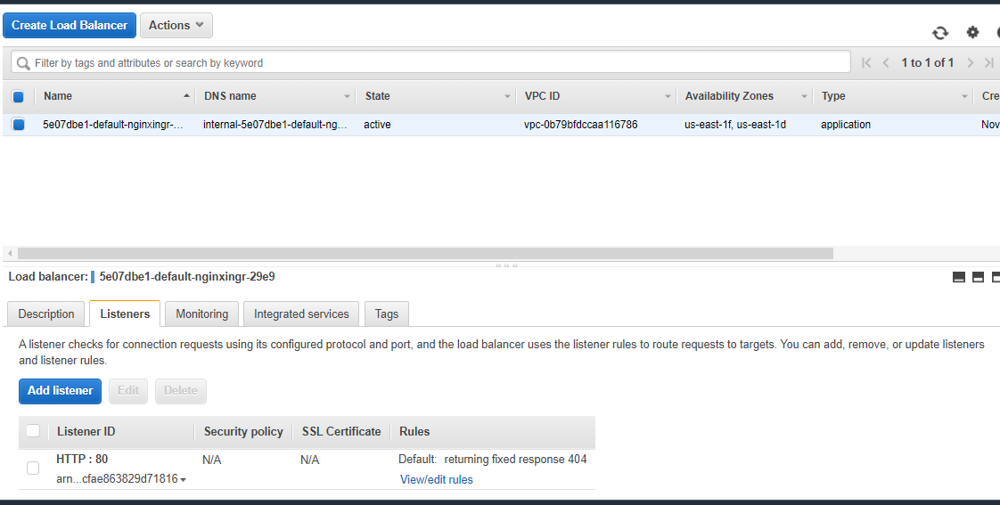 Create Load Balancer Actions
Filter by tags and attributes or search by keyword 1 to 1 of 1
Name DNS name State VPC ID Availability Zones Type Cre
5e07dbe1-default-nginxingr-... internal-5e07dbe1-default-ng... active vpc-0b79bfdccaa116786 us-east-1f, us-east-1d application Nov
Load balancer: 5e07dbe1-default-nginxingr-29e9
Description Listeners Monitoring Integrated services Tags
A listener checks for connection requests using its configured protocol and port, and the load balancer uses the listener rules to route requests to targets. You can add, remove, or update listeners
and listener rules.
Add listener Edit Delete
Listener ID Security policy SSL Certificate Rules
HTTP : 80 N/A N/A Default: returning fixed response 404
arn...cfae863829d71816 View/edit rules